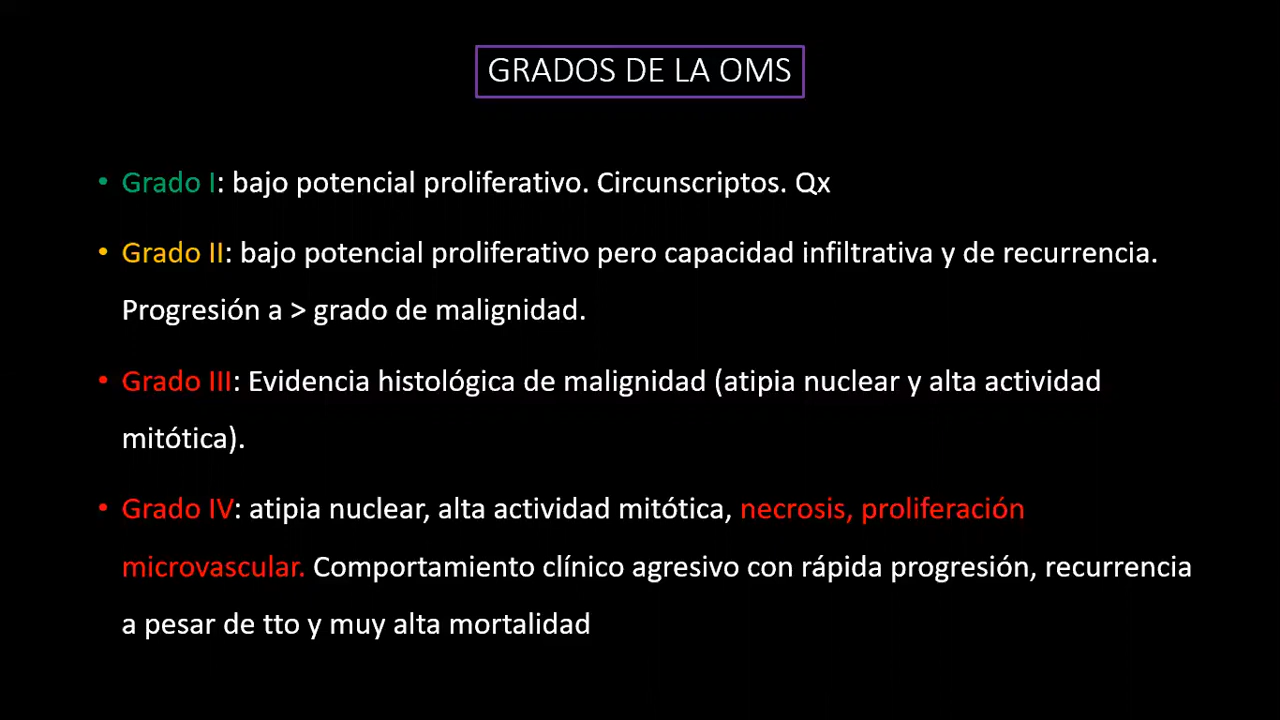 GRADOS DE LA OMS
• Grado I: bajo potencial proliferativo. Circunscriptos. Qx
• Grado II: bajo potencial proliferativo pero capacidad infiltrativa y de recurrencia.
Progresión a > grado de malignidad.
• Grado III: Evidencia histológica de malignidad (atipia nuclear y alta actividad
mitótica).
• Grado IV: atipia nuclear, alta actividad mitótica, necrosis, proliferación
microvascular. Comportamiento clínico agresivo con rápida progresión, recurrencia
a pesar de tto y muy alta mortalidad